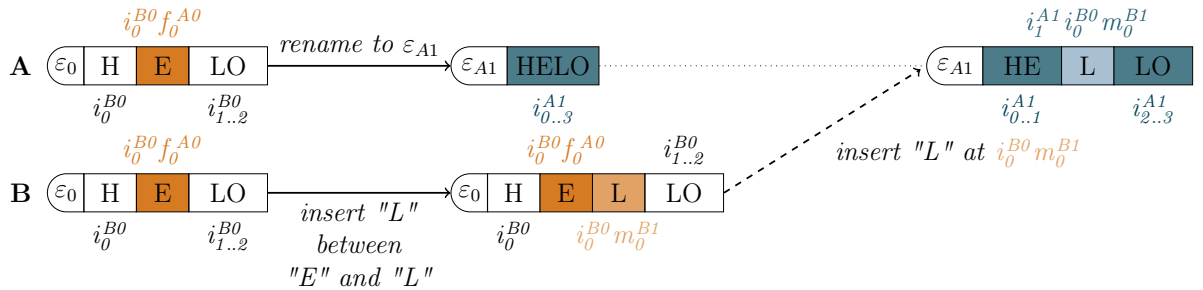 i_0^{B0} f_0^{A0}
i_1^{A1} i_0^{B0} m_0^{B1}
A ε_0 H E LO rename to ε_{A1} ε_{A1} HELO ε_{A1} HE L LO
i_0^{B0} i_{1..2}^{B0} i_{0..3}^{A1} i_{0..1}^{A1} i_{2..3}^{A1}
i_0^{B0} f_0^{A0} i_0^{B0} f_0^{A0} i_{1..2}^{B0} insert "L" at i_0^{B0} m_0^{B1}
B ε_0 H E LO ε_0 H E L LO
i_0^{B0} i_{1..2}^{B0} insert "L" i_0^{B0} i_0^{B0} m_0^{B1}
between
"E" and "L"